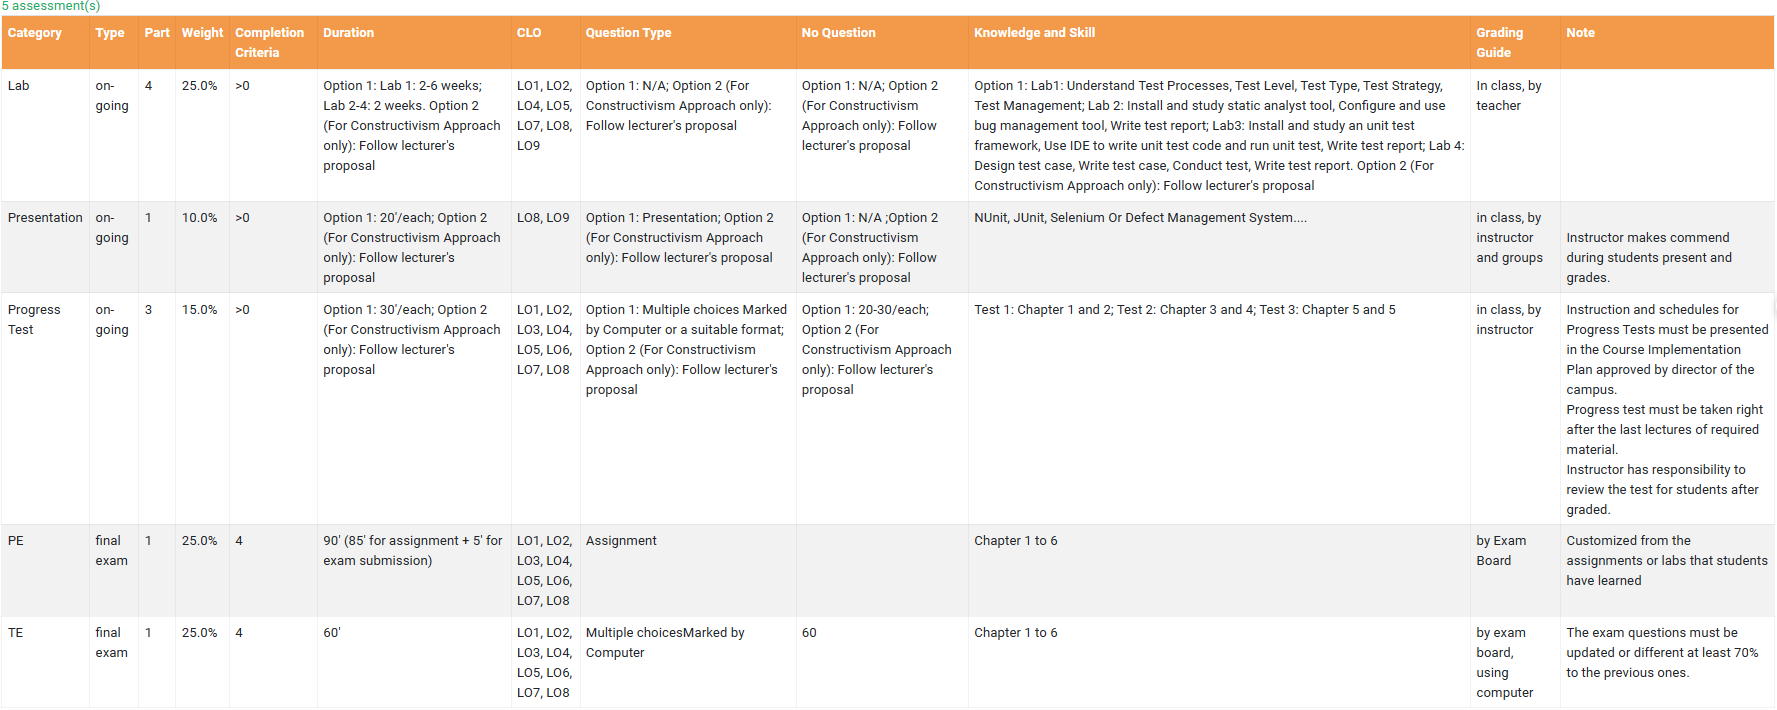 5 assessment(s)
Category Type Part Weight Completion Criteria Duration CLO Question Type No Question Knowledge and Skill Grading Guide Note
Lab
on-
going
4
25.0%
>0
Option 1: Lab 1: 2-6 weeks;
Lab 2-4: 2 weeks. Option 2
(For Constructivism Approach
only): Follow lecturer's
proposal
LO1, LO2,
LO4, LO5,
LO7, LO8,
LO9
Option 1: N/A; Option 2 (For
Constructivism Approach only):
Follow lecturer's proposal
Option 1: N/A; Option 2
(For Constructivism
Approach only): Follow
lecturer's proposal
Option 1: Lab1: Understand Test Processes, Test Level, Test Type, Test Strategy,
Test Management; Lab 2: Install and study static analyst tool, Configure and use
bug management tool, Write test report; Lab3: Install and study an unit test
framework, Use IDE to write unit test code and run unit test, Write test report; Lab 4:
Design test case, Write test case, Conduct test, Write test report. Option 2 (For
Constructivism Approach only): Follow lecturer's proposal
In class, by
teacher
Presentation
on-
going
1
10.0%
>0
Option 1: 20'/each; Option 2
(For Constructivism Approach
only): Follow lecturer's
proposal
LO8, LO9
Option 1: Presentation; Option 2
(For Constructivism Approach
only): Follow lecturer's proposal
Option 1: N/A ;Option 2
(For Constructivism
Approach only): Follow
lecturer's proposal
NUnit, JUnit, Selenium Or Defect Management System....
in class, by
instructor
and groups
Instructor makes commend
during students present and
grades.
Progress
Test
on-
going
3
15.0%
>0
Option 1: 30'/each; Option 2
(For Constructivism Approach
only): Follow lecturer's
proposal
LO1, LO2,
LO3, LO4,
LO5, LO6,
LO7, LO8
Option 1: Multiple choices Marked
by Computer or a suitable format;
Option 2 (For Constructivism
Approach only): Follow lecturer's
proposal
Option 1: 20-30/each;
Option 2 (For
Constructivism Approach
only): Follow lecturer's
proposal
Test 1: Chapter 1 and 2; Test 2: Chapter 3 and 4; Test 3: Chapter 5 and 5
in class, by
instructor
Instruction and schedules for
Progress Tests must be presented
in the Course Implementation
Plan approved by director of the
campus.
Progress test must be taken right
after the last lectures of required
material.
Instructor has responsibility to
review the test for students after
graded.
PE
final
exam
1
25.0%
4
90' (85' for assignment + 5' for
exam submission)
LO1, LO2,
LO3, LO4,
LO5, LO6,
LO7, LO8
Assignment
Chapter 1 to 6
by Exam
Board
Customized from the
assignments or labs that students
have learned
TE
final
exam
1
25.0%
4
60'
LO1, LO2,
LO3, LO4,
LO5, LO6,
LO7, LO8
Multiple choicesMarked by
Computer
60
Chapter 1 to 6
by exam
board,
using
computer
The exam questions must be
updated or different at least 70%
to the previous ones.